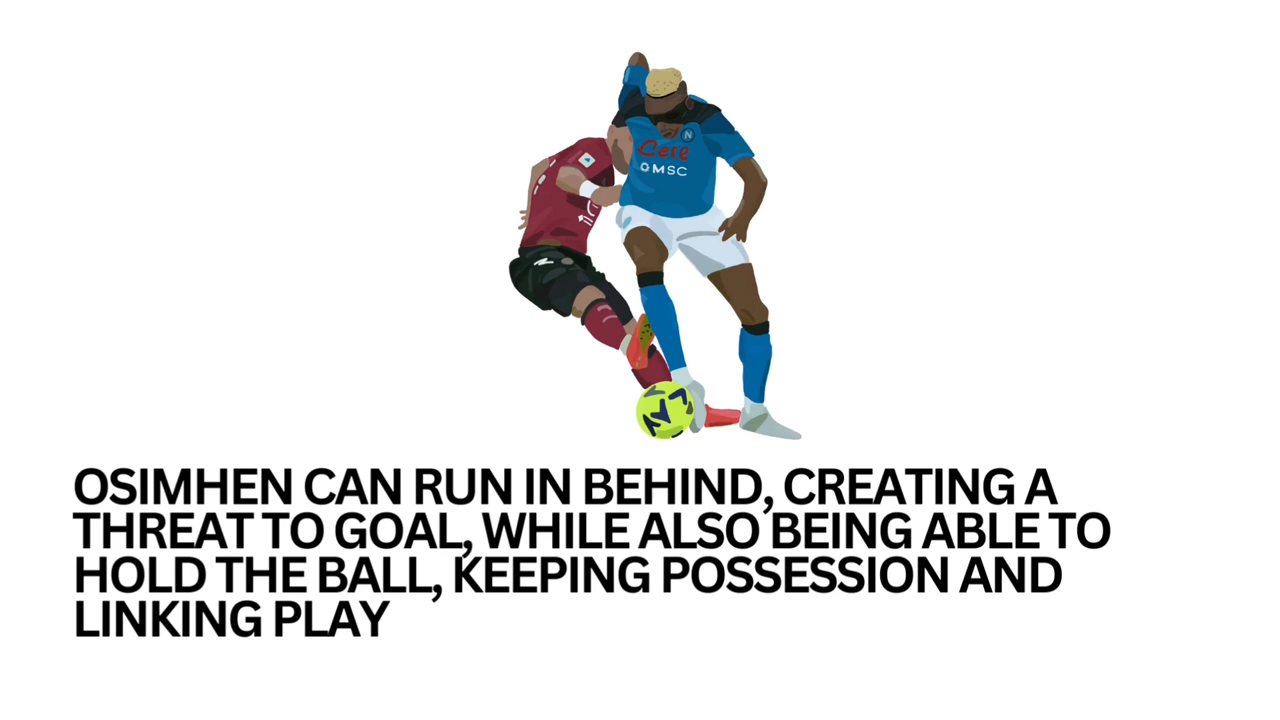 N
Cete
MSC
OSIMHEN CAN RUN IN BEHIND, CREATING A
THREAT TO GOAL, WHILE ALSO BEING ABLE TO
HOLD THE BALL, KEEPING POSSESSION AND
LINKING PLAY